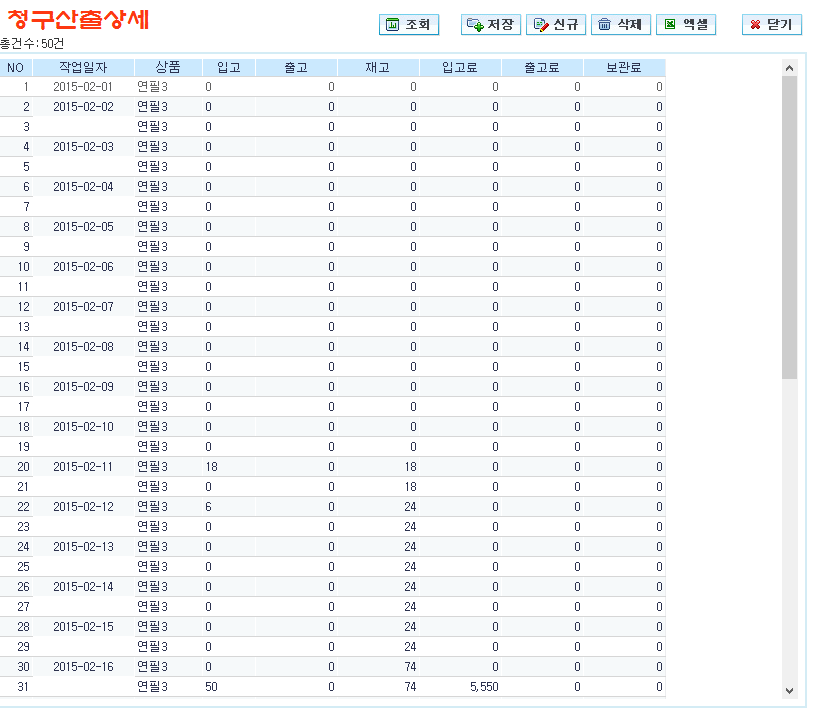 청구산출상세
조회 저장 신규 삭제 엑셀 닫기
총건수:50건
NO 작업일자 상품 입고 출고 재고 입고료 출고료 보관료
1 2015-02-01 연필3 0 0 0 0 0 0
2 2015-02-02 연필3 0 0 0 0 0 0
3 연필3 0 0 0 0 0 0
4 2015-02-03 연필3 0 0 0 0 0 0
5 연필3 0 0 0 0 0 0
6 2015-02-04 연필3 0 0 0 0 0 0
7 연필3 0 0 0 0 0 0
8 2015-02-05 연필3 0 0 0 0 0 0
9 연필3 0 0 0 0 0 0
10 2015-02-06 연필3 0 0 0 0 0 0
11 연필3 0 0 0 0 0 0
12 2015-02-07 연필3 0 0 0 0 0 0
13 연필3 0 0 0 0 0 0
14 2015-02-08 연필3 0 0 0 0 0 0
15 연필3 0 0 0 0 0 0
16 2015-02-09 연필3 0 0 0 0 0 0
17 연필3 0 0 0 0 0 0
18 2015-02-10 연필3 0 0 0 0 0 0
19 연필3 0 0 0 0 0 0
20 2015-02-11 연필3 18 0 18 0 0 0
21 연필3 0 0 18 0 0 0
22 2015-02-12 연필3 6 0 24 0 0 0
23 연필3 0 0 24 0 0 0
24 2015-02-13 연필3 0 0 24 0 0 0
25 연필3 0 0 24 0 0 0
26 2015-02-14 연필3 0 0 24 0 0 0
27 연필3 0 0 24 0 0 0
28 2015-02-15 연필3 0 0 24 0 0 0
29 연필3 0 0 24 0 0 0
30 2015-02-16 연필3 0 0 74 0 0 0
31 연필3 50 0 74 5,550 0 0